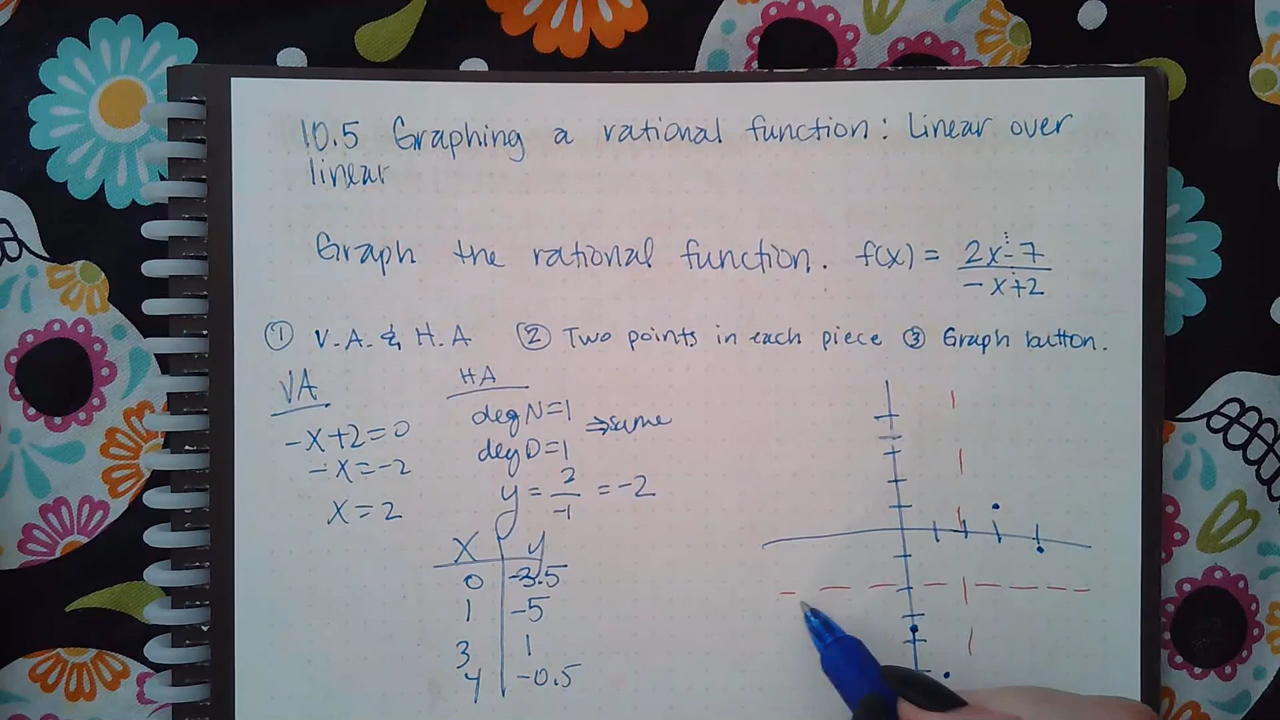 10.5 Graphing a rational function: Linear over
linear
Graph the rational function. f(x) = 2x-7
-x+2
① V.A. & H.A ② Two points in each piece ③ Graph button.
VA
HA
-x+2=0
-x=-2
x=2
deg N=1
deg D=1
⇒same
y = 2/-1 = -2
x y
0 -3.5
1 -5
3 1
4 -0.5